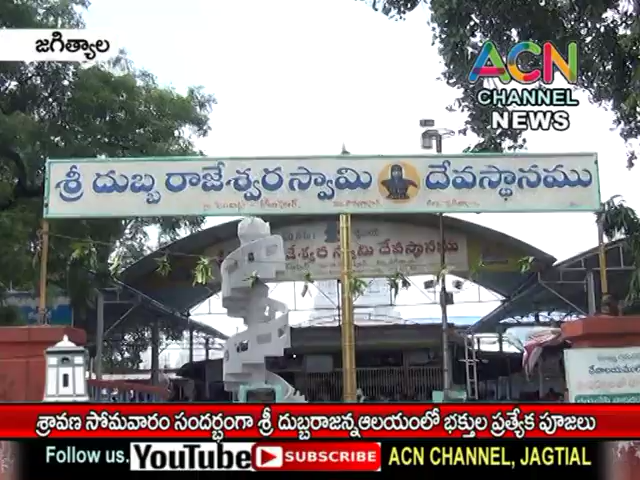 జగిత్యాల
ACN
CHANNEL
NEWS
శ్రీ దుబ్బ రాజేశ్వర స్వామి దేవస్థానము
శ్రావణ సోమవారం సందర్భంగా శ్రీ దుబ్బరాజన్నఆలయంలో భక్తుల ప్రత్యేక పూజలు
Follow us. YouTube SUBSCRIBE ACN CHANNEL, JAGTIAL